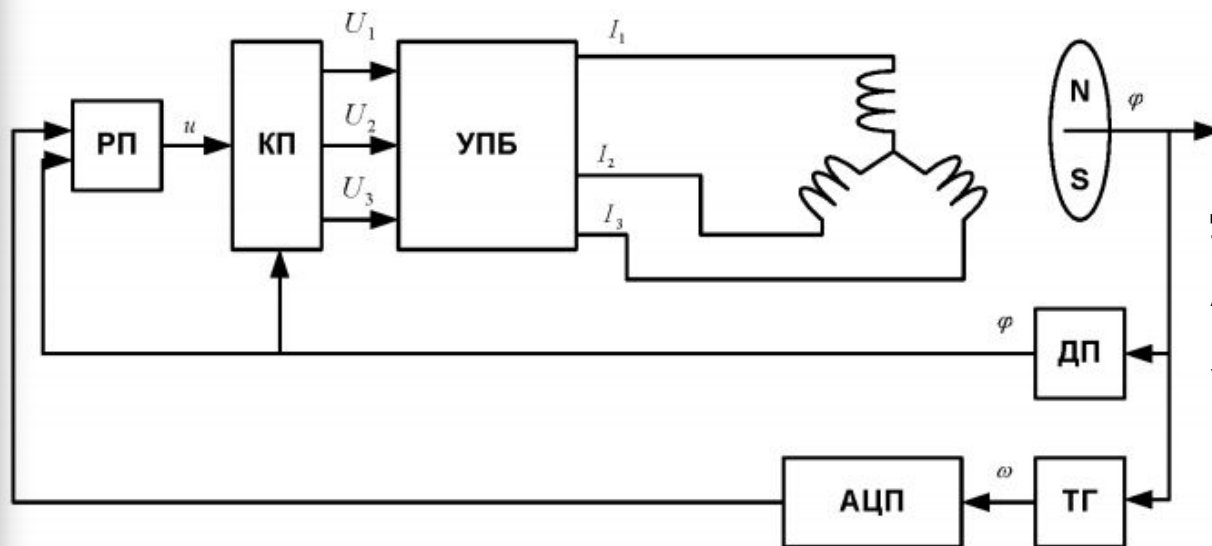 U₁
I₁
РП
u
КП
U₂
УПБ
I₂
U₃
I₃
N
S
φ
φ
ДП
АЦП
ω
ТГ